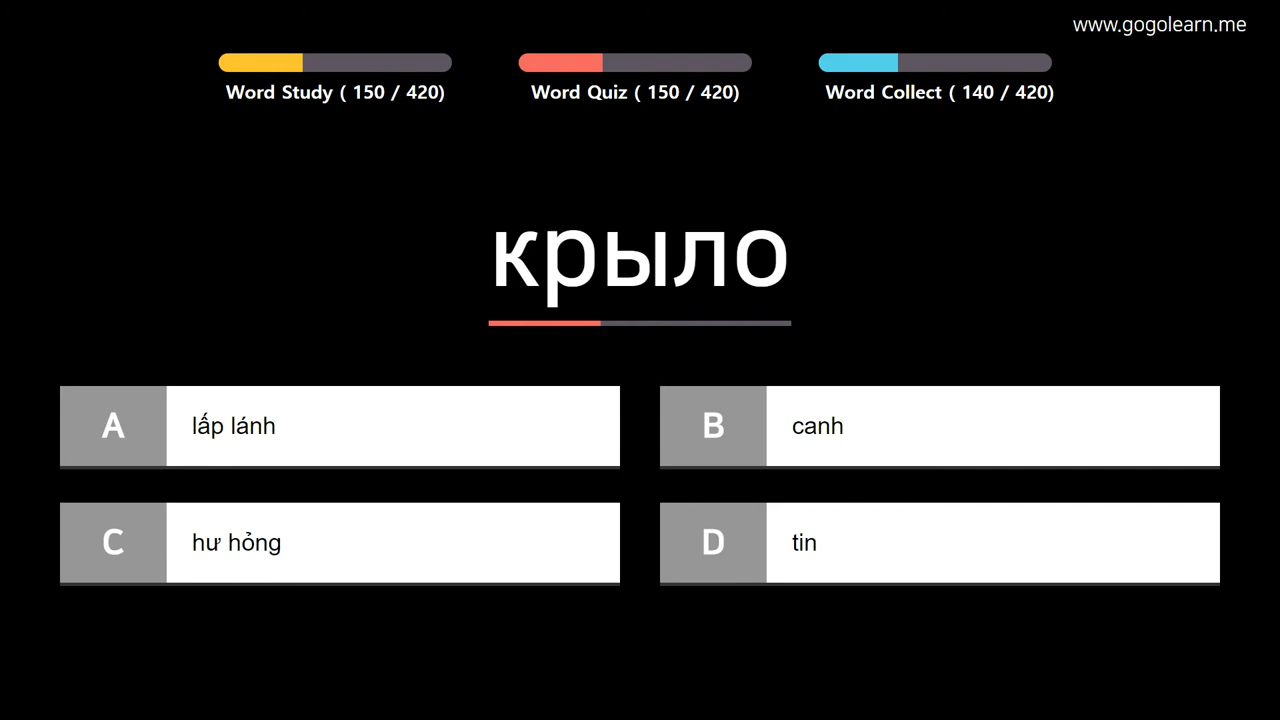 www.gogolearn.me
Word Study ( 150 / 420)
Word Quiz ( 150 / 420)
Word Collect ( 140 / 420)
крыло
A lấp lánh
B canh
C hư hỏng
D tin